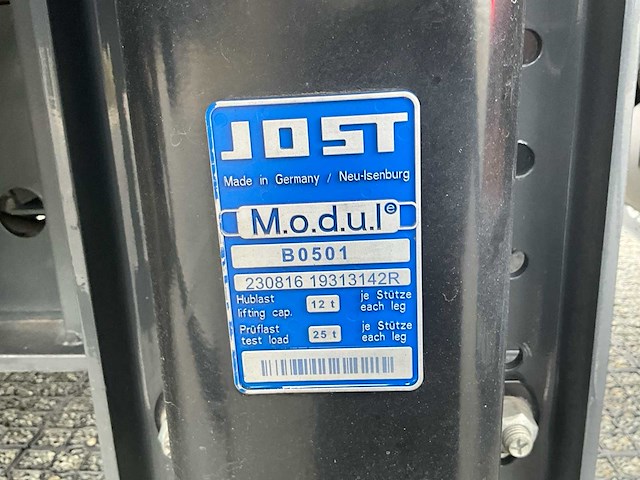 JOST
Made in Germany / Neu-Isenburg
M.o.d.u.l e
B0501
230816 19313142R
Hublast 12 t je Stütze
lifting cap. each leg
Prüflast 25 t je Stütze
test load each leg